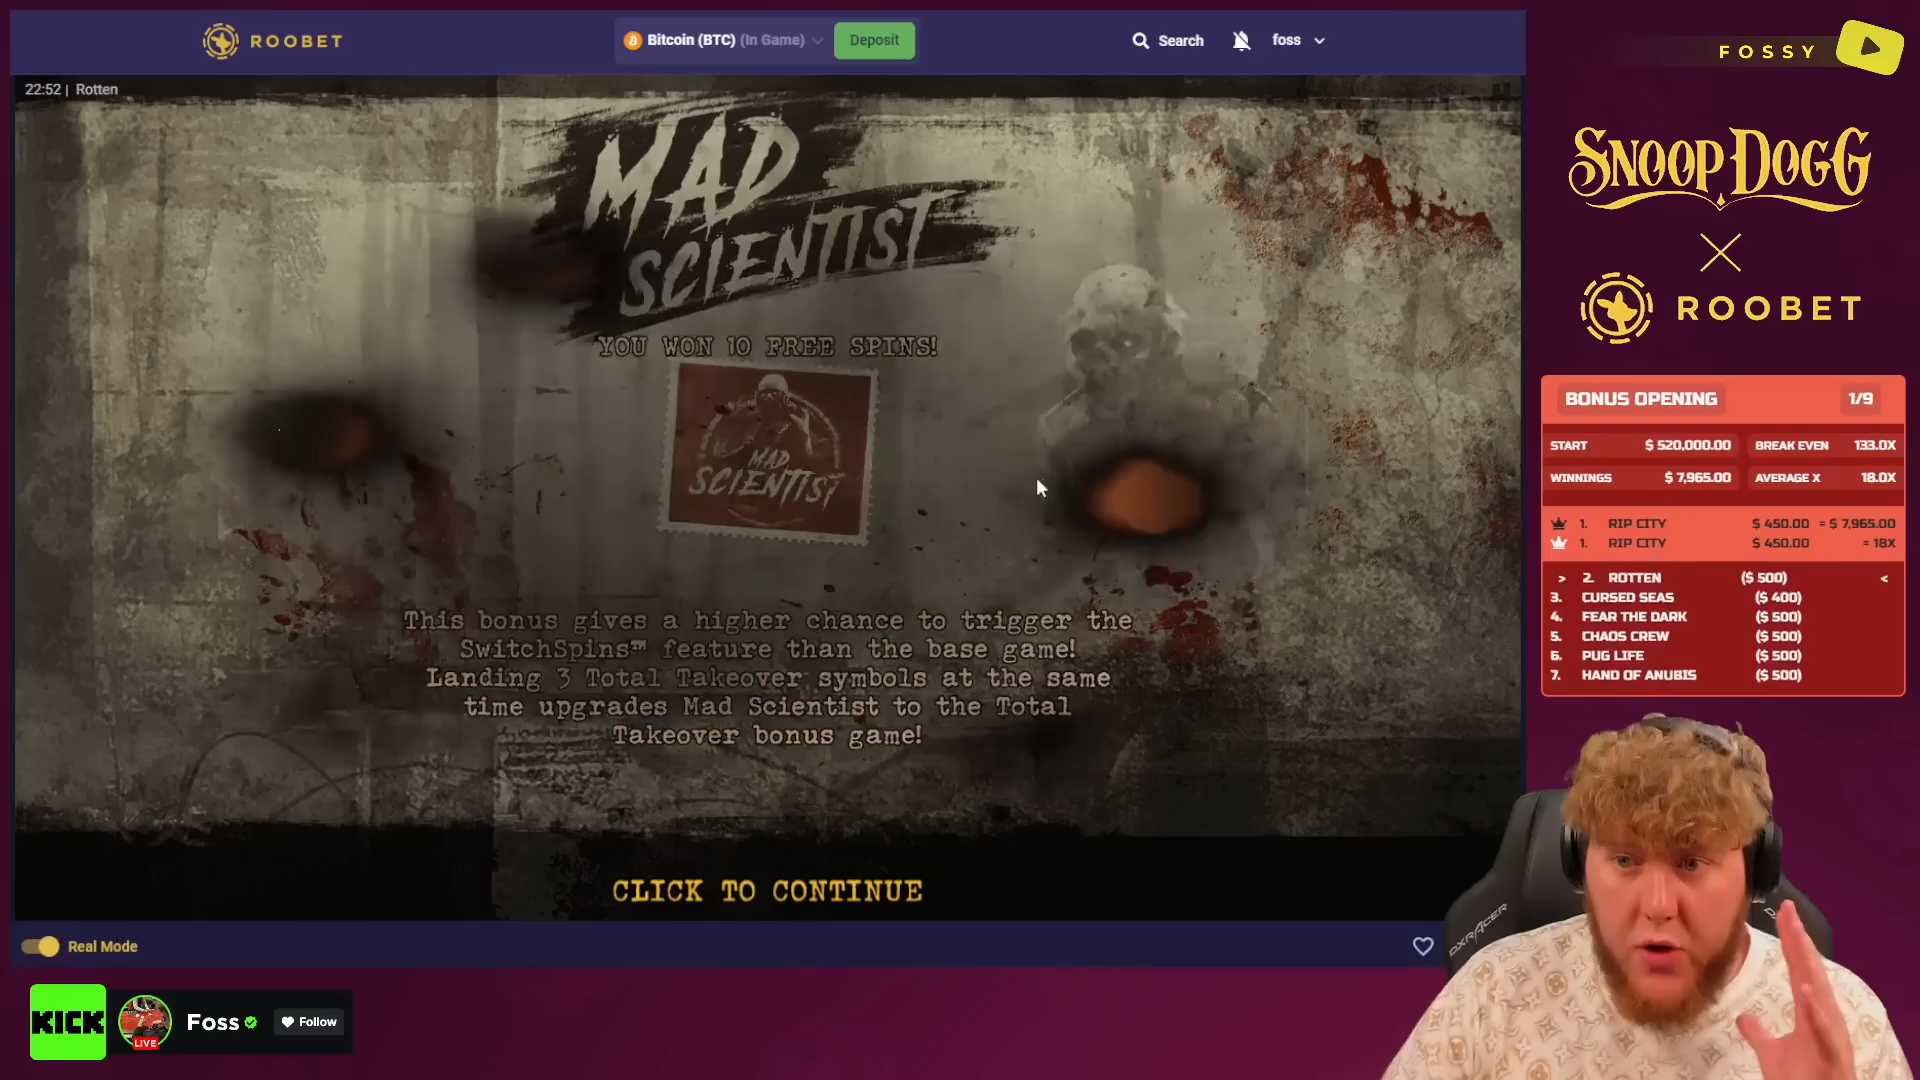 ROOBET
Bitcoin (BTC) (In Game)
Deposit
Search
foss
22:52 | Rotten
MAD
SCIENTIST
YOU WON 10 FREE SPINS!
MAD
SCIENTIST
This bonus gives a higher chance to trigger the
SwitchSpins™ feature than the base game!
Landing 3 Total Takeover symbols at the same
time upgrades Mad Scientist to the Total
Takeover bonus game!
CLICK TO CONTINUE
Real Mode
KICK
LIVE
Foss
Follow
FOSSY
SNOOP DOGG
ROOBET
BONUS OPENING 1/9
START $ 520,000.00 BREAK EVEN 133.0X
WINNINGS $ 7,965.00 AVERAGE X 18.0X
1. RIP CITY $ 450.00 = $ 7,965.00
1. RIP CITY $ 450.00 = 18X
> 2. ROTTEN ($ 500) <
3. CURSED SEAS ($ 400)
4. FEAR THE DARK ($ 500)
5. CHAOS CREW ($ 500)
6. PUG LIFE ($ 500)
7. HAND OF ANUBIS ($ 500)
DXRACER